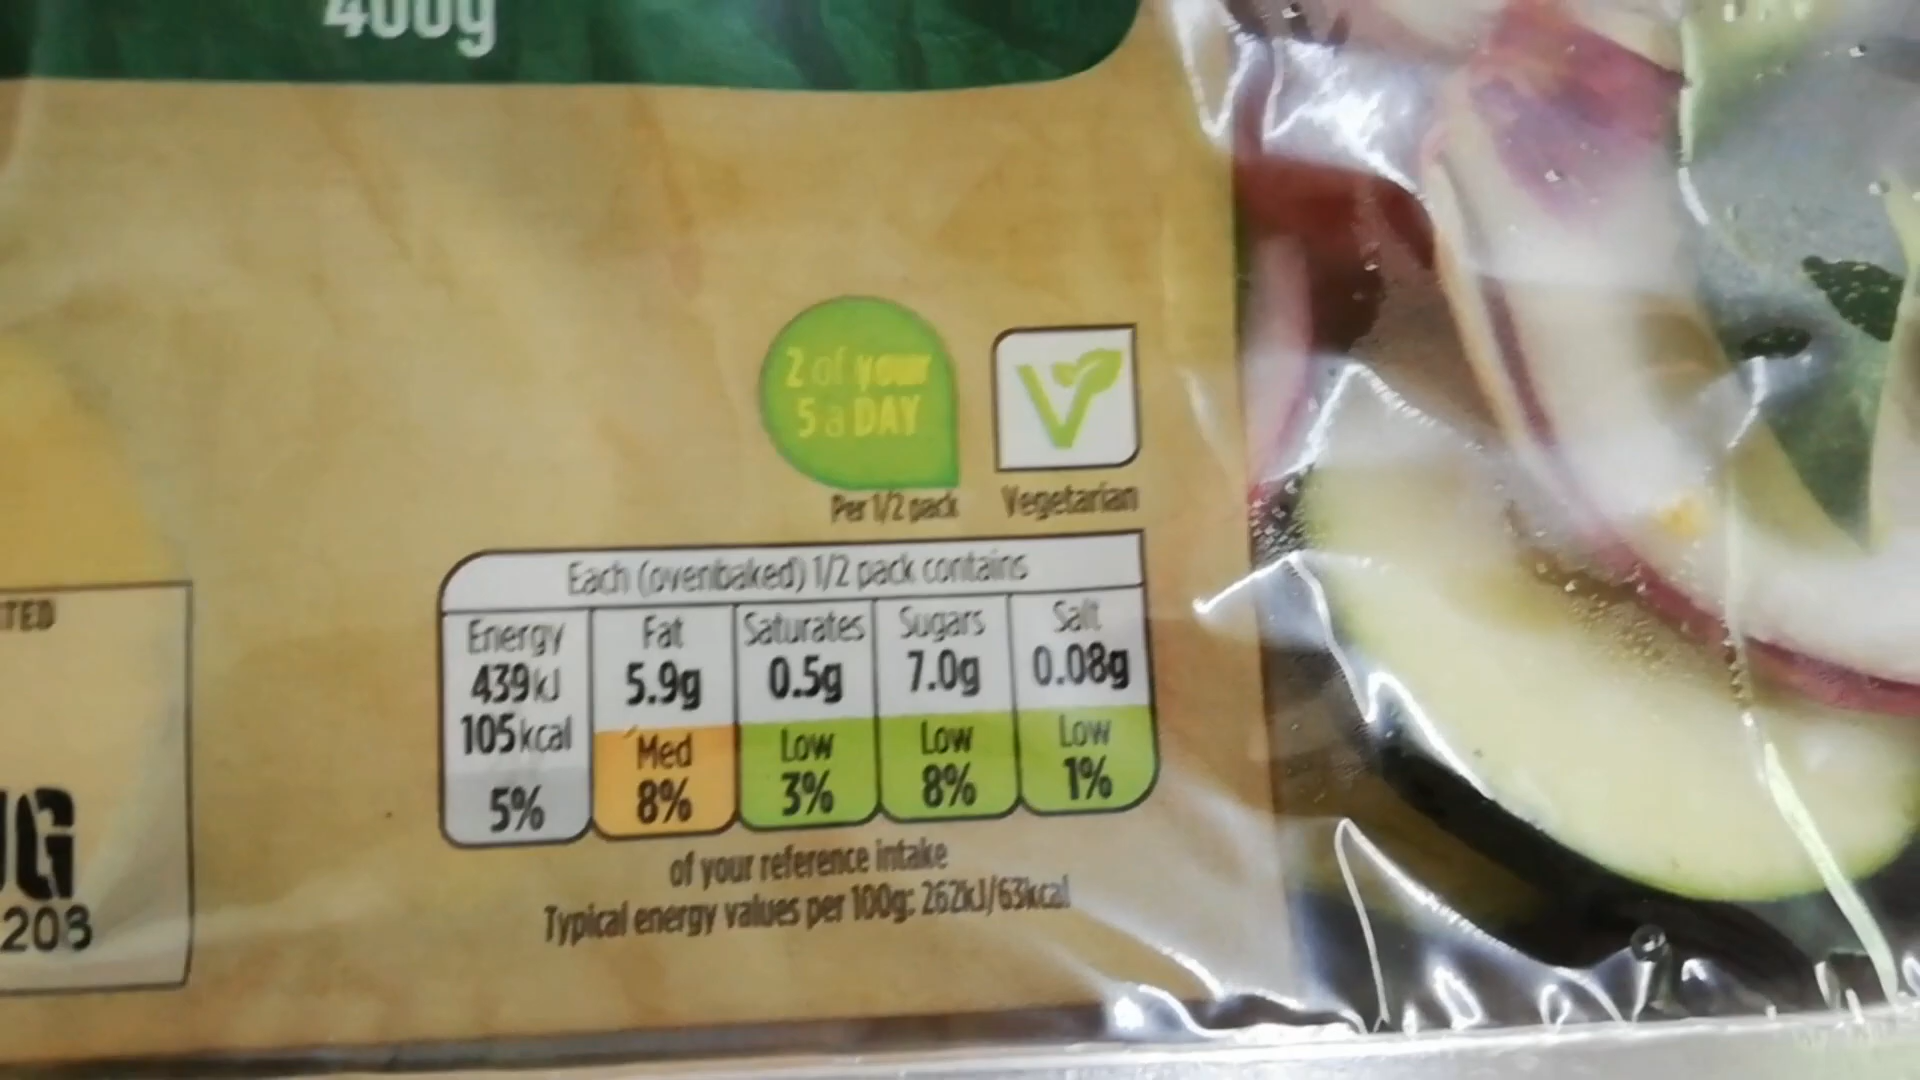 400g
2 of your
5 a DAY
Per 1/2 pack
Vegetarian
Each (ovenbaked) 1/2 pack contains
Energy
439kJ
105kcal
5%
Fat
5.9g
Med
8%
Saturates
0.5g
Low
3%
Sugars
7.0g
Low
8%
Salt
0.08g
Low
1%
of your reference intake
Typical energy values per 100g: 262kJ/63kcal
203